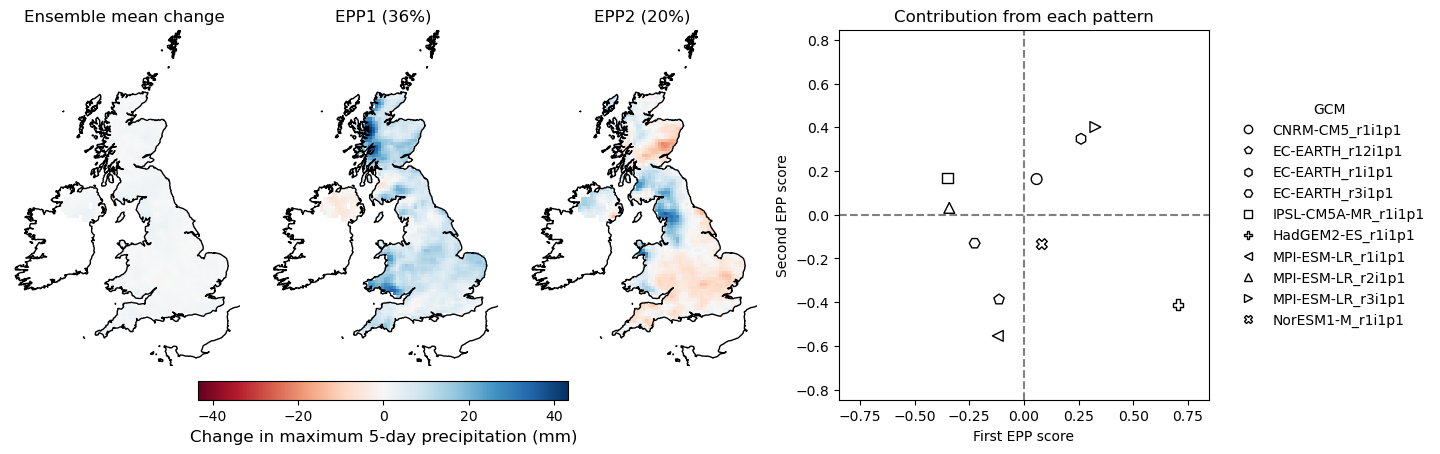 Ensemble mean change
EPP1 (36%)
EPP2 (20%)
−40
−20
0
20
40
Change in maximum 5-day precipitation (mm)
Contribution from each pattern
Second EPP score
0.8
0.6
0.4
0.2
0.0
−0.2
−0.4
−0.6
−0.8
−0.75
−0.50
−0.25
0.00
0.25
0.50
0.75
First EPP score
GCM
CNRM-CM5_r1i1p1
EC-EARTH_r12i1p1
EC-EARTH_r1i1p1
EC-EARTH_r3i1p1
IPSL-CM5A-MR_r1i1p1
HadGEM2-ES_r1i1p1
MPI-ESM-LR_r1i1p1
MPI-ESM-LR_r2i1p1
MPI-ESM-LR_r3i1p1
NorESM1-M_r1i1p1